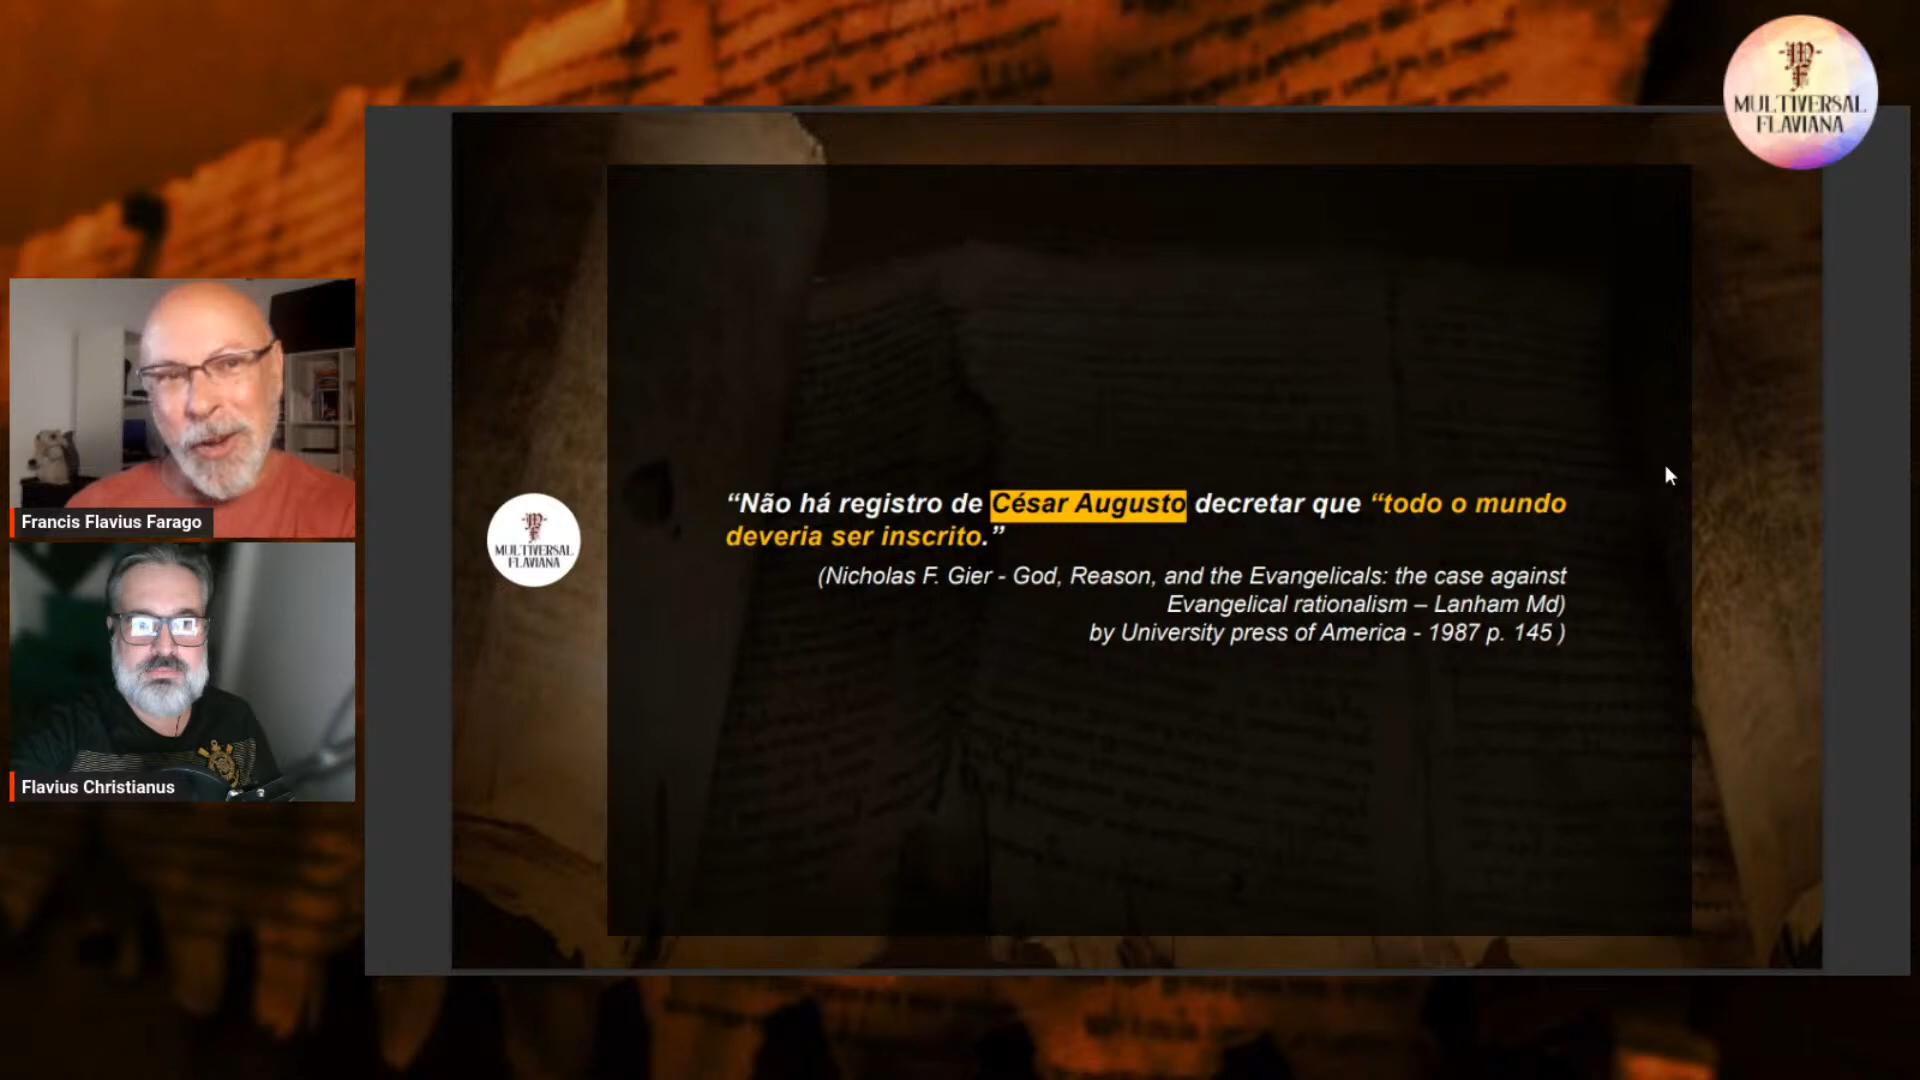 MF
MULTIVERSAL
FLAVIANA
Francis Flavius Farago
Flavius Christianus
MF
MULTIVERSAL
FLAVIANA
“Não há registro de César Augusto decretar que “todo o mundo
deveria ser inscrito.”
(Nicholas F. Gier - God, Reason, and the Evangelicals: the case against
Evangelical rationalism – Lanham Md)
by University press of America - 1987 p. 145 )